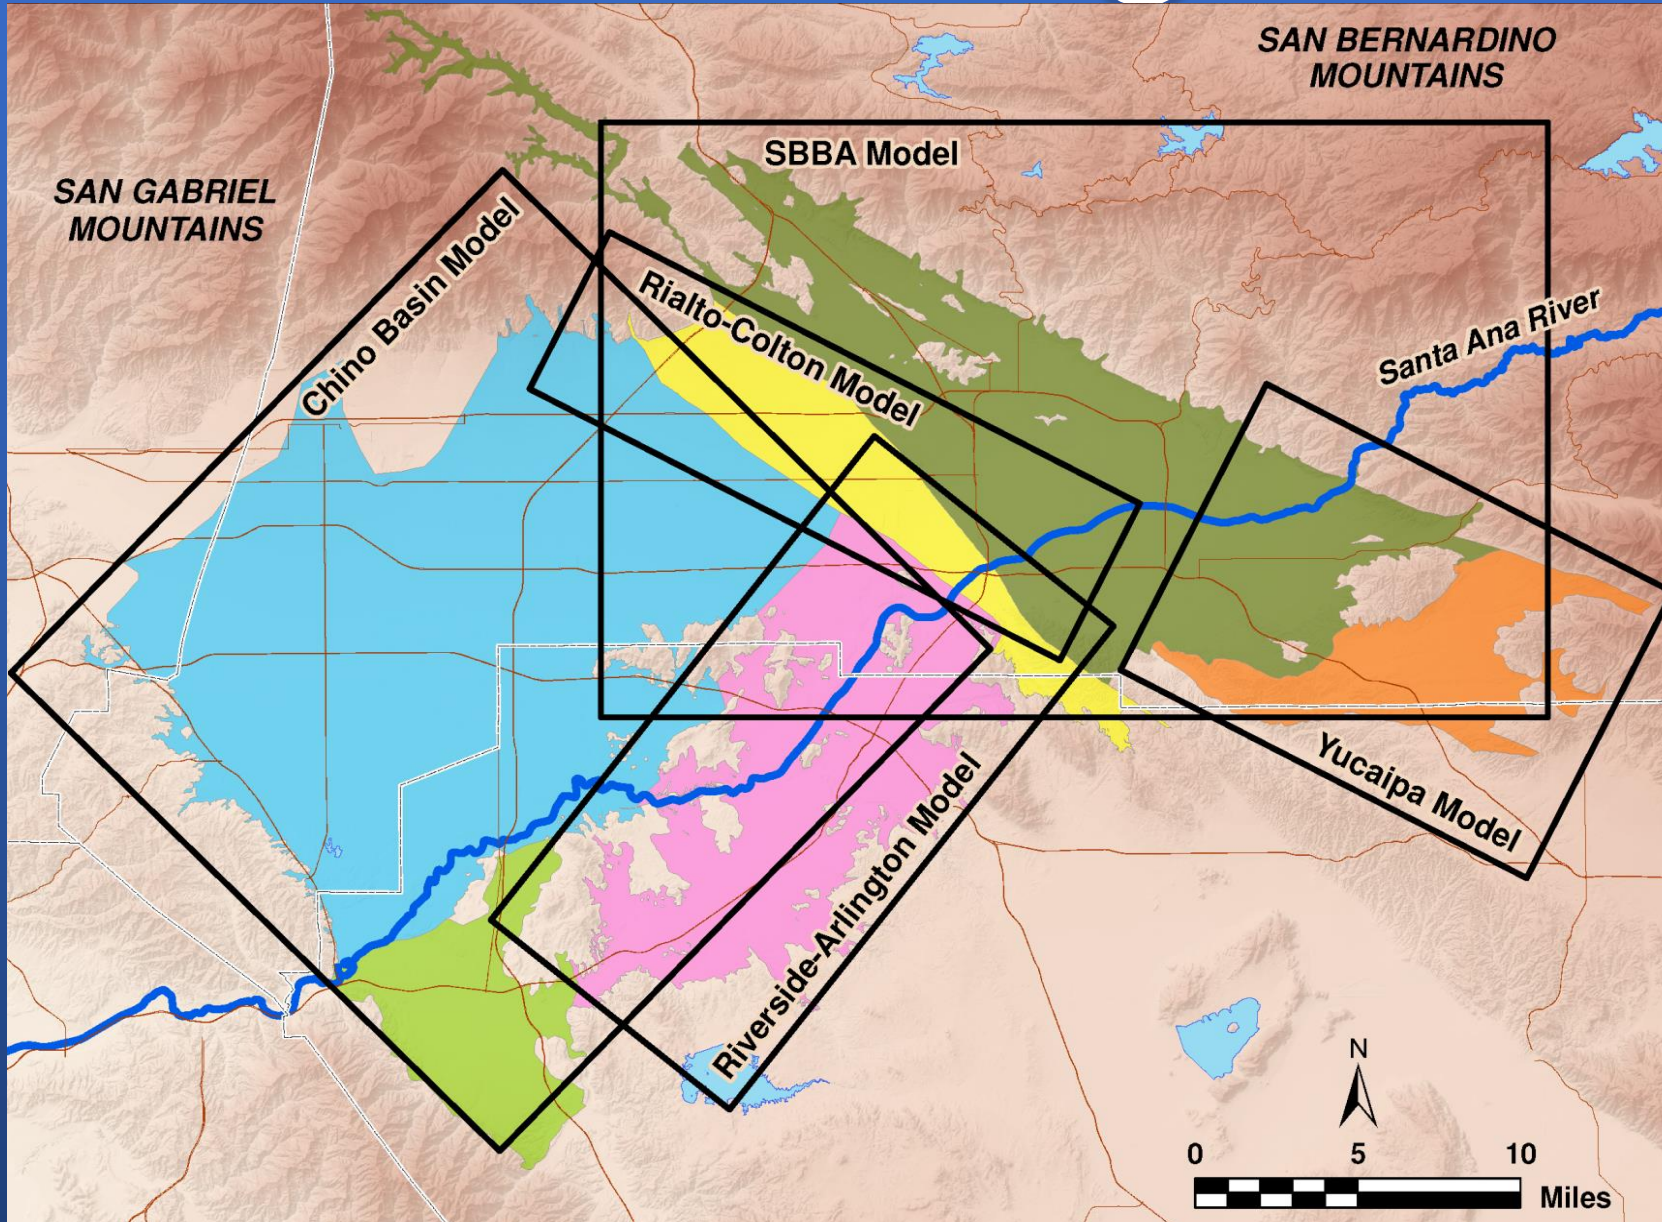 SAN BERNARDINO
MOUNTAINS
SBBA Model
SAN GABRIEL
MOUNTAINS
Chino Basin Model
Rialto-Colton Model
Santa Ana River
Yucaipa Model
Riverside-Arlington Model
N
0 5 10
Miles